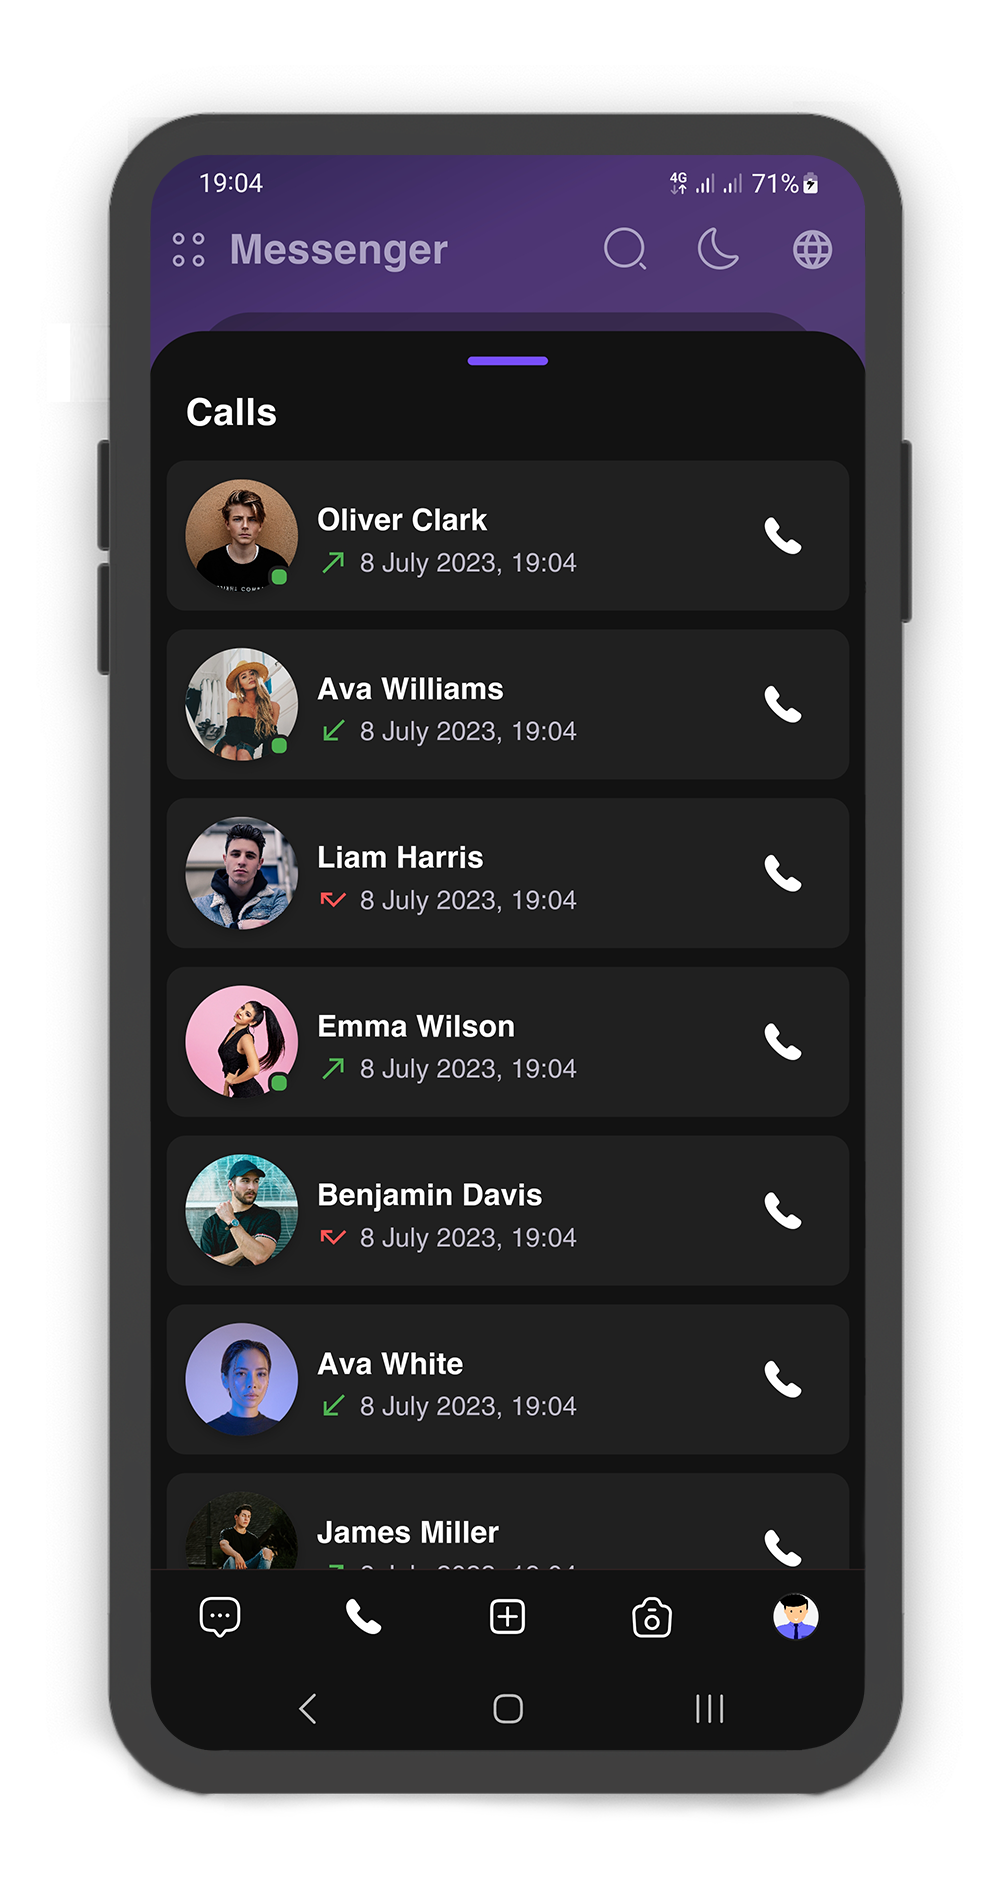 19:04 4G 71%
Messenger
Calls
Oliver Clark
8 July 2023, 19:04
Ava Williams
8 July 2023, 19:04
Liam Harris
8 July 2023, 19:04
Emma Wilson
8 July 2023, 19:04
Benjamin Davis
8 July 2023, 19:04
Ava White
8 July 2023, 19:04
James Miller